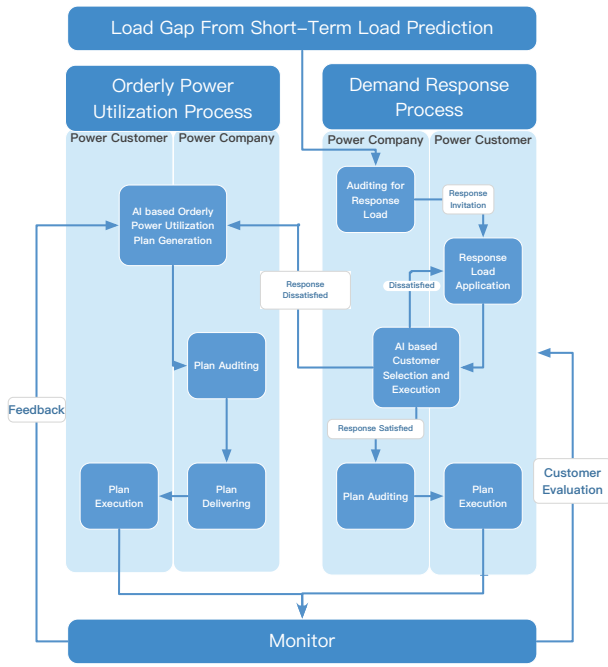 Load Gap From Short-Term Load Prediction
Orderly Power
Utilization Process
Demand Response
Process
Power Customer
Power Company
Power Company
Power Customer
Auditing for
Response
Load
Response
Invitation
AI based Orderly
Power Utilization
Plan Generation
Response
Load
Application
Response
Dissatisfied
Dissatisfied
AI based
Customer
Selection and
Execution
Plan Auditing
Feedback
Response Satisfied
Customer
Evaluation
Plan
Execution
Plan
Delivering
Plan Auditing
Plan
Execution
Monitor